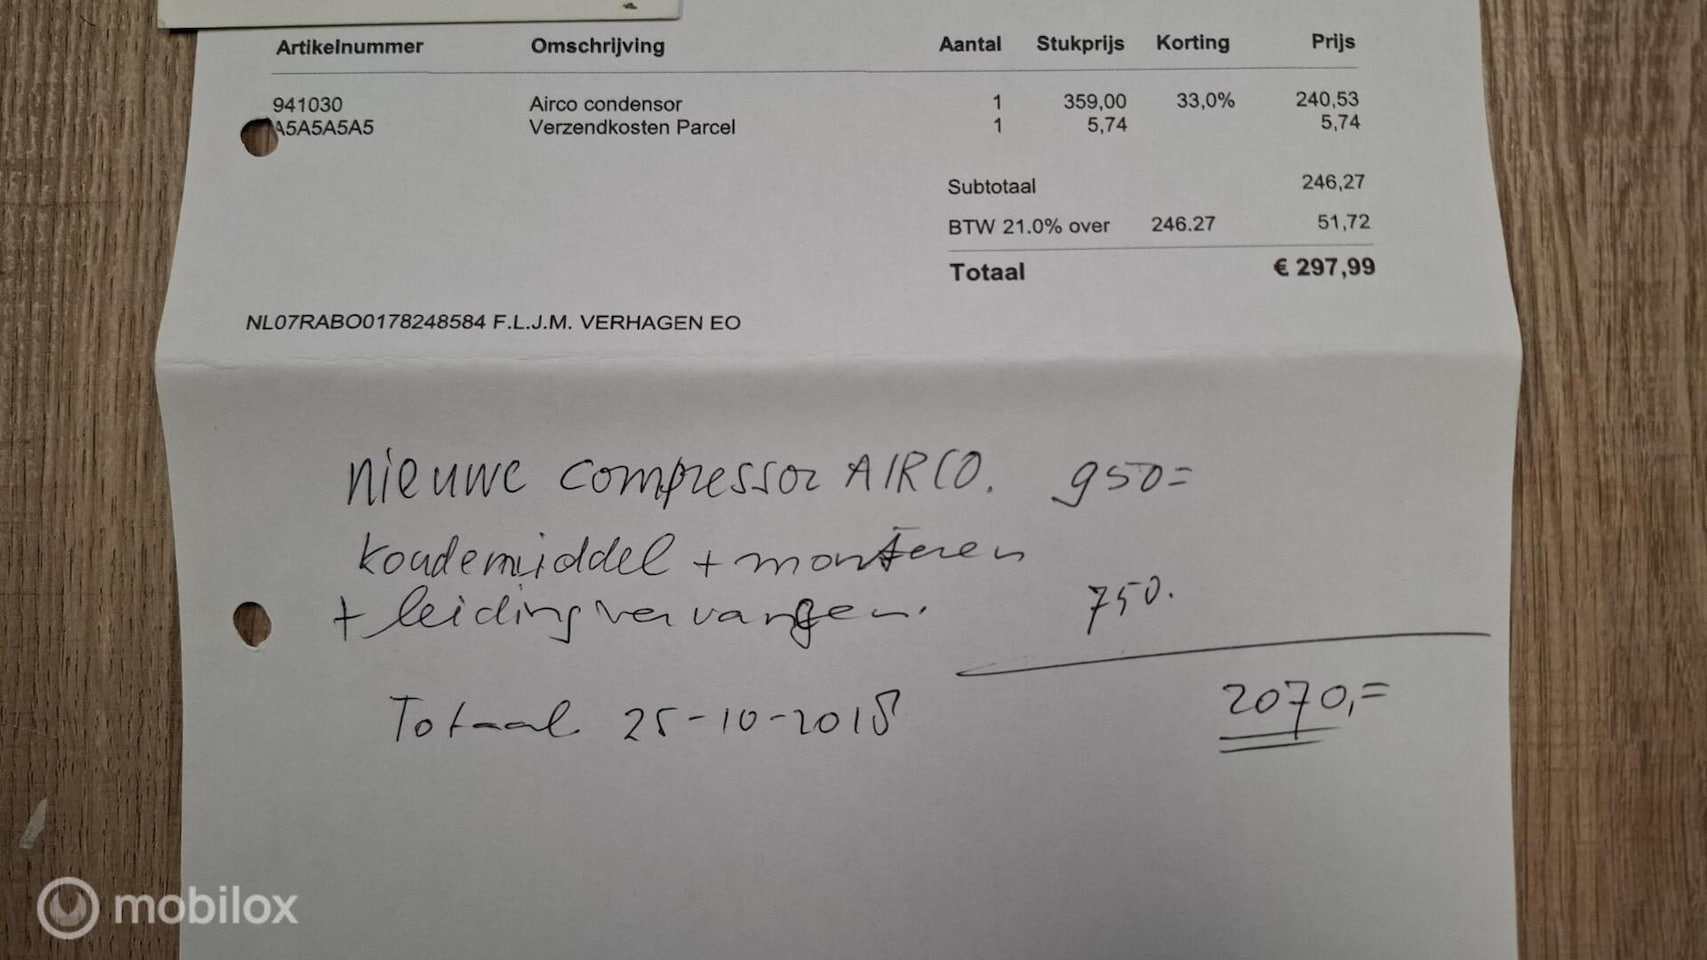 Artikelnummer Omschrijving Aantal Stukprijs Korting Prijs
941030 Airco condensor 1 359,00 33,0% 240,53
A5A5A5A5 Verzendkosten Parcel 1 5,74 5,74
Subtotaal 246,27
BTW 21.0% over 246.27 51,72
Totaal € 297,99
NL07RABO0178248584 F.L.J.M. VERHAGEN EO
nieuwe compressor AIRCO. 950=
koudemiddel + monteren
+ leiding vervangen. 750.
Totaal 25-10-2018 2070,=
mobilox